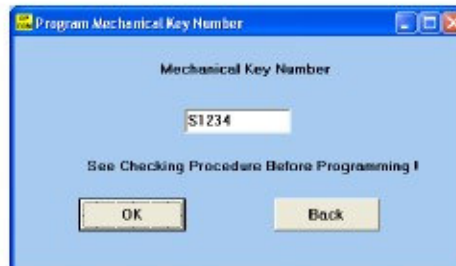 Program Mechanical Key Number
Mechanical Key Number
S1234
See Checking Procedure Before Programming !
OK
Back